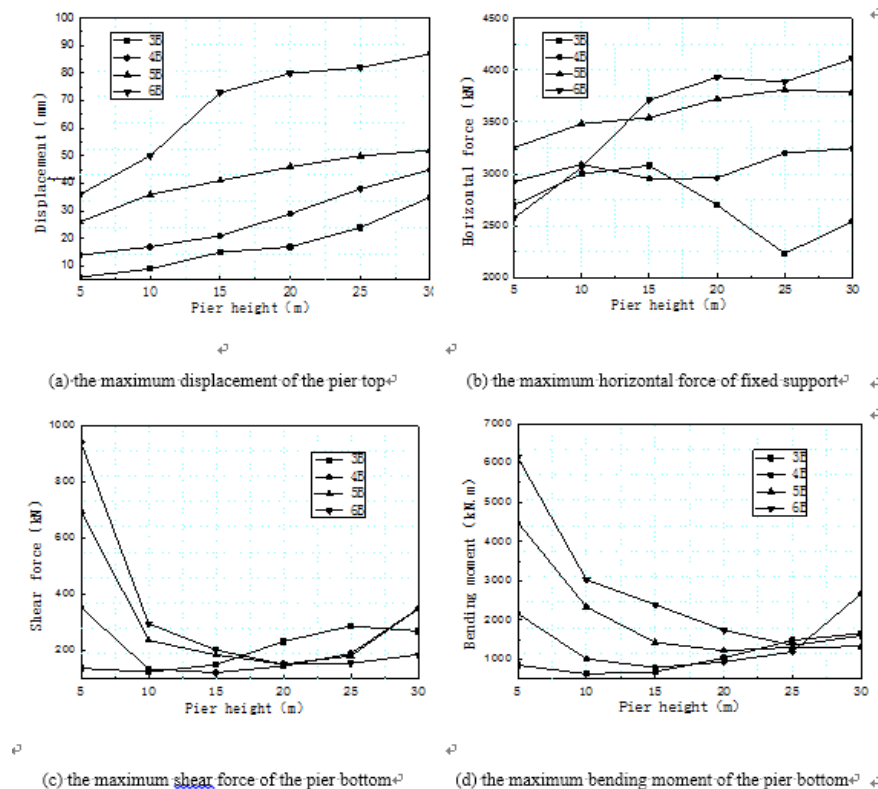 100
90
80
70
60
50
40
30
20
10
Displacement (mm)
3E
4E
5E
6E
5 10 15 20 25 30
Pier height (m)
4500
4000
3500
3000
2500
2000
Horizontal force (kN)
3E
4E
5E
6E
5 10 15 20 25 30
Pier height (m)
(a) the maximum displacement of the pier top
(b) the maximum horizontal force of fixed support
1000
800
600
400
200
Shear force (kN)
3E
4E
5E
6E
5 10 15 20 25 30
Pier height (m)
7000
6000
5000
4000
3000
2000
1000
Bending moment (kN.m)
3E
4E
5E
6E
5 10 15 20 25 30
Pier height (m)
(c) the maximum shear force of the pier bottom
(d) the maximum bending moment of the pier bottom